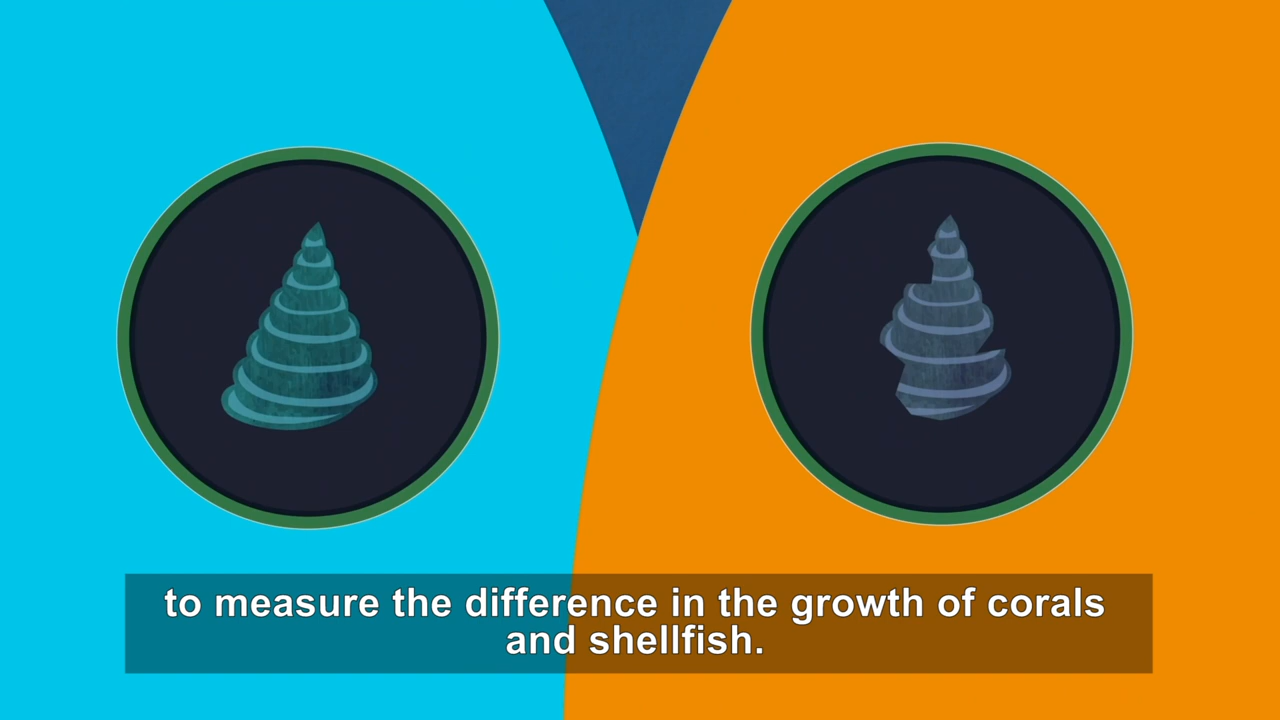 to measure the difference in the growth of corals
and shellfish.